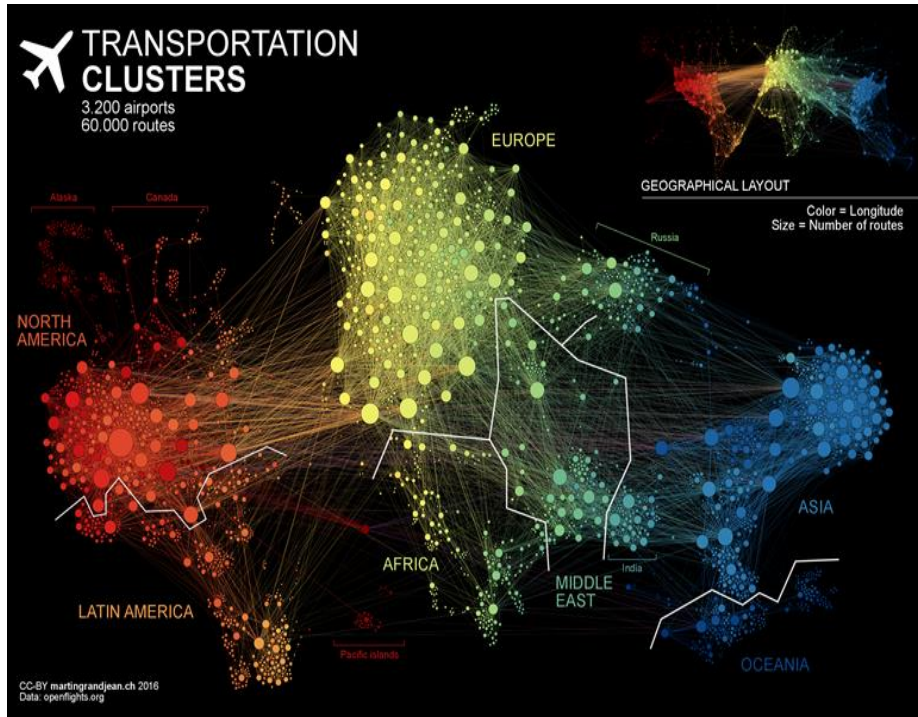 TRANSPORTATION
CLUSTERS
3.200 airports
60.000 routes
EUROPE
GEOGRAPHICAL LAYOUT
Color = Longitude
Size = Number of routes
Alaska
Canada
Russia
NORTH
AMERICA
ASIA
AFRICA
India
MIDDLE
EAST
LATIN AMERICA
Pacific islands
OCEANIA
CC-BY martingrandjean.ch 2016
Data: openflights.org